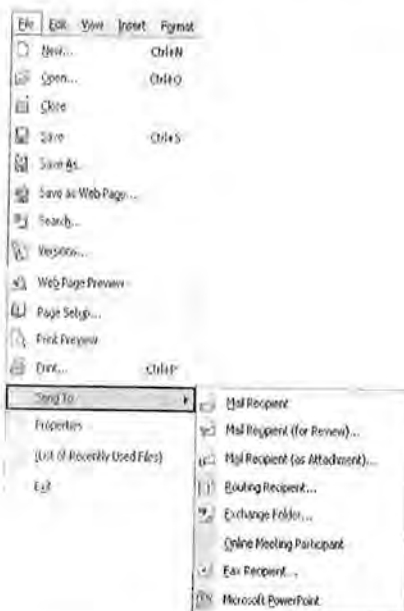 File Edit View Insert Format
New... Ctrl+N
Open... Ctrl+O
Close
Save Ctrl+S
Save As...
Save as Web Page...
Search...
Versions...
Web Page Preview
Page Setup...
Print Preview
Print... Ctrl+P
Send To
Properties
(List of Recently Used Files)
Exit
Mail Recipient
Mail Recipient (for Review)...
Mail Recipient (as Attachment)...
Routing Recipient...
Exchange Folder...
Online Meeting Participant
Fax Recipient...
Microsoft PowerPoint